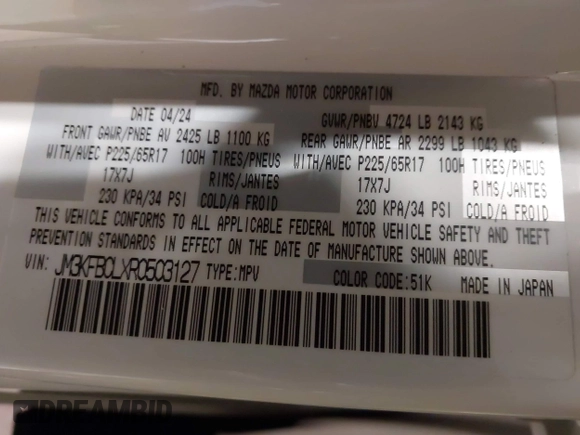 MFD. BY MAZDA MOTOR CORPORATION
DATE 04/24 GVWR/PNBV 4724 LB 2143 KG
FRONT GAWR/PNBE AV 2425 LB 1100 KG REAR GAWR/PNBE AR 2299 LB 1043 KG
WITH/AVEC P225/65R17 100H TIRES/PNEUS WITH/AVEC P225/65R17 100H TIRES/PNEUS
17X7J RIMS/JANTES 17X7J RIMS/JANTES
230 KPA/34 PSI COLD/A FROID 230 KPA/34 PSI COLD/A FROID
THIS VEHICLE CONFORMS TO ALL APPLICABLE FEDERAL MOTOR VEHICLE SAFETY AND THEFT
PREVENTION STANDARDS IN EFFECT ON THE DATE OF MANUFACTURE SHOWN ABOVE.
VIN: JM3KFBCLXR0503127 TYPE:MPV COLOR CODE:51K MADE IN JAPAN
DREAMBID